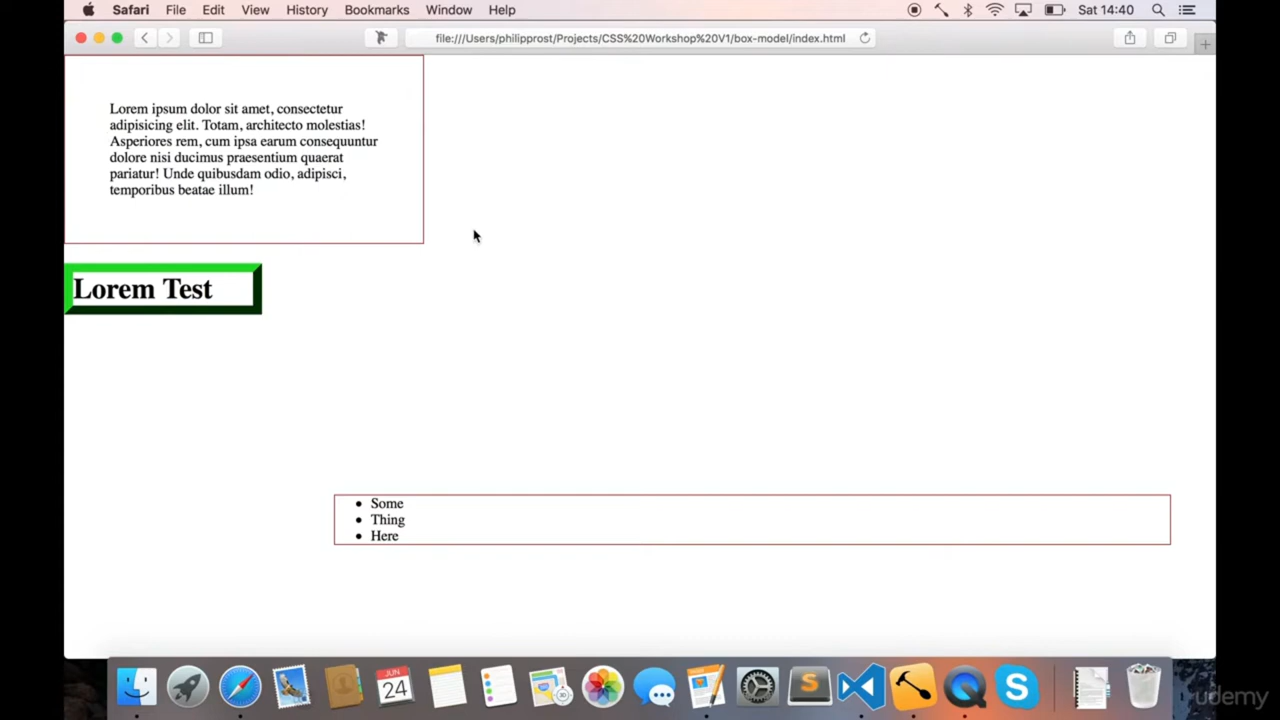 Safari File Edit View History Bookmarks Window Help Sat 14:40
file:///Users/philipprost/Projects/CSS%20Workshop%20V1/box-model/index.html
Lorem ipsum dolor sit amet, consectetur
adipisicing elit. Totam, architecto molestias!
Asperiores rem, cum ipsa earum consequuntur
dolore nisi ducimus praesentium quaerat
pariatur! Unde quibusdam odio, adipisci,
temporibus beatae illum!
Lorem Test
Some
Thing
Here
JUN
24
udemy